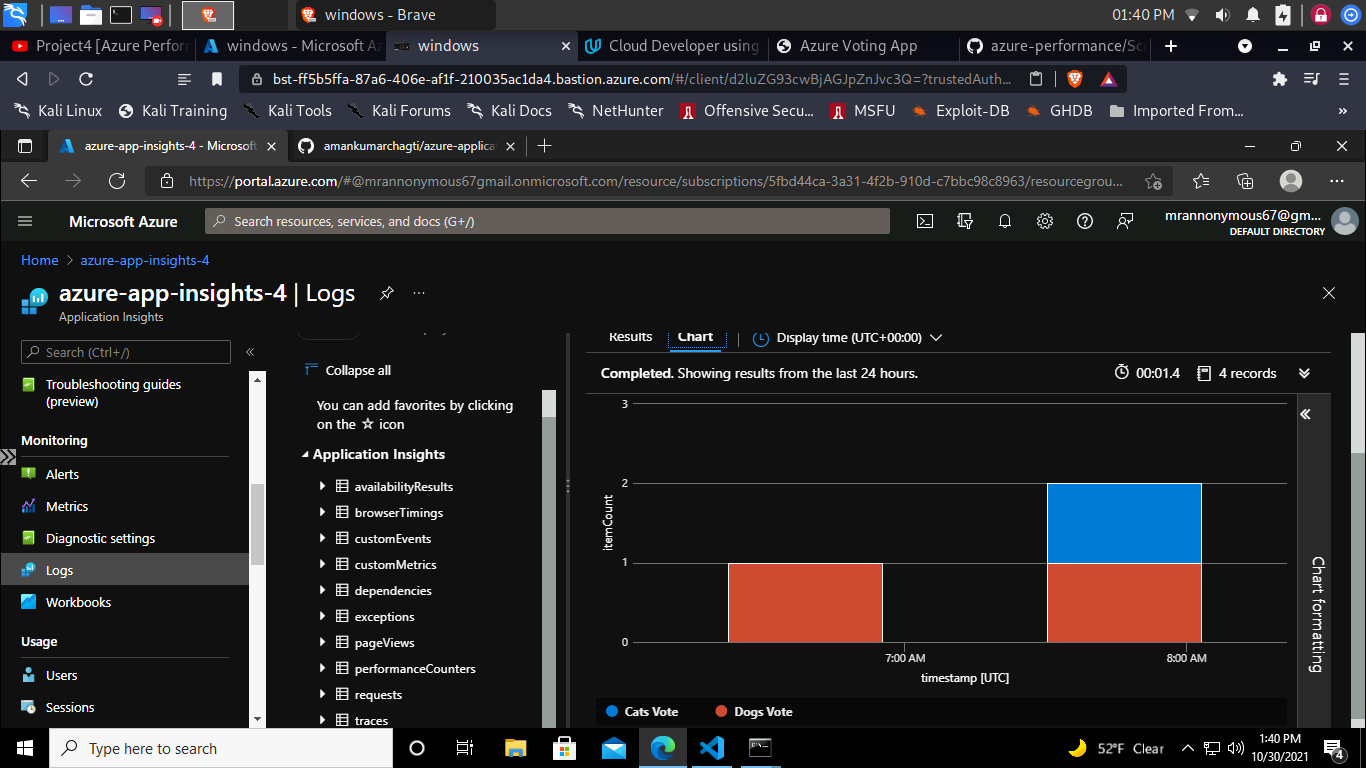 01:40 PM
windows - Brave
Project4 [Azure Perfor
windows - Microsoft Az
windows
Cloud Developer using
Azure Voting App
azure-performance/Scr
bst-ff5b5ffa-87a6-406e-af1f-210035ac1da4.bastion.azure.com/#/client/d2luZG93cwBjAGJpZnJvc3Q=?trustedAuth...
Kali Linux
Kali Training
Kali Tools
Kali Forums
Kali Docs
NetHunter
Offensive Secu...
MSFU
Exploit-DB
GHDB
Imported From...
azure-app-insights-4 - Microsoft
amankumarchagti/azure-applica
https://portal.azure.com/#@mrannonymous67gmail.onmicrosoft.com/resource/subscriptions/5fbd44ca-3a31-4f2b-910d-c7bbc98c8963/resourcegrou...
Microsoft Azure
Search resources, services, and docs (G+/)
mrannonymous67@gm...
DEFAULT DIRECTORY
Home > azure-app-insights-4
azure-app-insights-4 | Logs
Application Insights
Search (Ctrl+/)
Troubleshooting guides
(preview)
Monitoring
Alerts
Metrics
Diagnostic settings
Logs
Workbooks
Usage
Users
Sessions
Collapse all
You can add favorites by clicking
on the ☆ icon
Application Insights
availabilityResults
browserTimings
customEvents
customMetrics
dependencies
exceptions
pageViews
performanceCounters
requests
traces
Results
Chart
Display time (UTC+00:00)
Completed. Showing results from the last 24 hours.
00:01.4
4 records
3
2
1
0
itemCount
7:00 AM
8:00 AM
timestamp [UTC]
Cats Vote
Dogs Vote
Chart formatting
Type here to search
52°F Clear
1:40 PM
10/30/2021
4